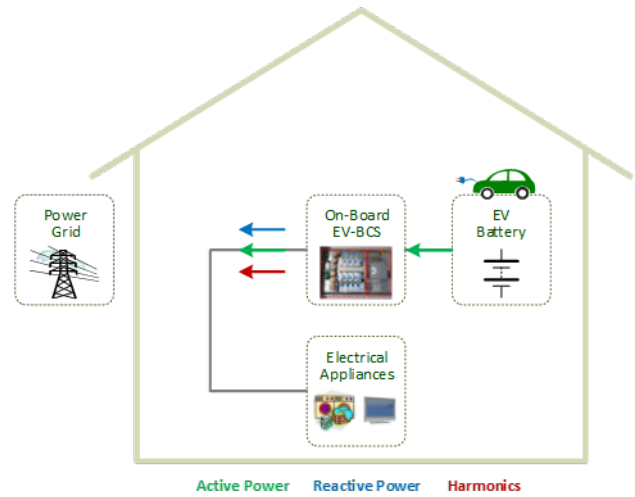 Power
Grid
On-Board
EV-BCS
EV
Battery
Electrical
Appliances
Active Power Reactive Power Harmonics